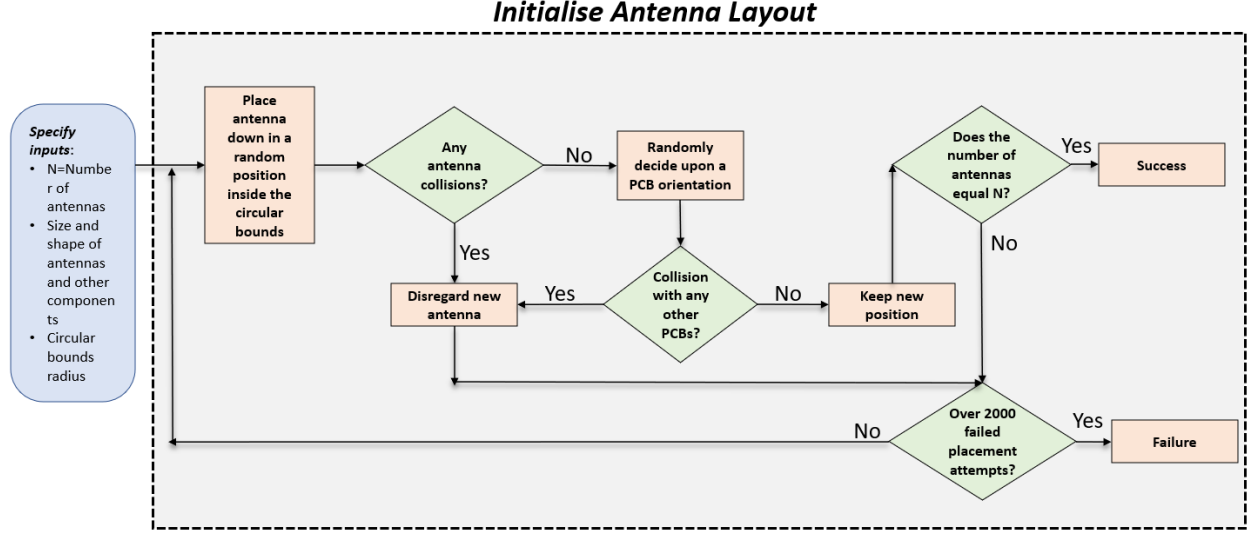 Initialise Antenna Layout
Specify
inputs:
• N=Numbe
r of
antennas
• Size and
shape of
antennas
and other
componen
ts
• Circular
bounds
radius
Place
antenna
down in a
random
position
inside the
circular
bounds
Any
antenna
collisions?
No
Yes
Randomly
decide upon a
PCB orientation
Disregard new
antenna
Yes
Collision
with any
other
PCBs?
No
Keep new
position
Does the
number of
antennas
equal N?
Yes
Success
No
Over 2000
failed
placement
attempts?
Yes
Failure
No